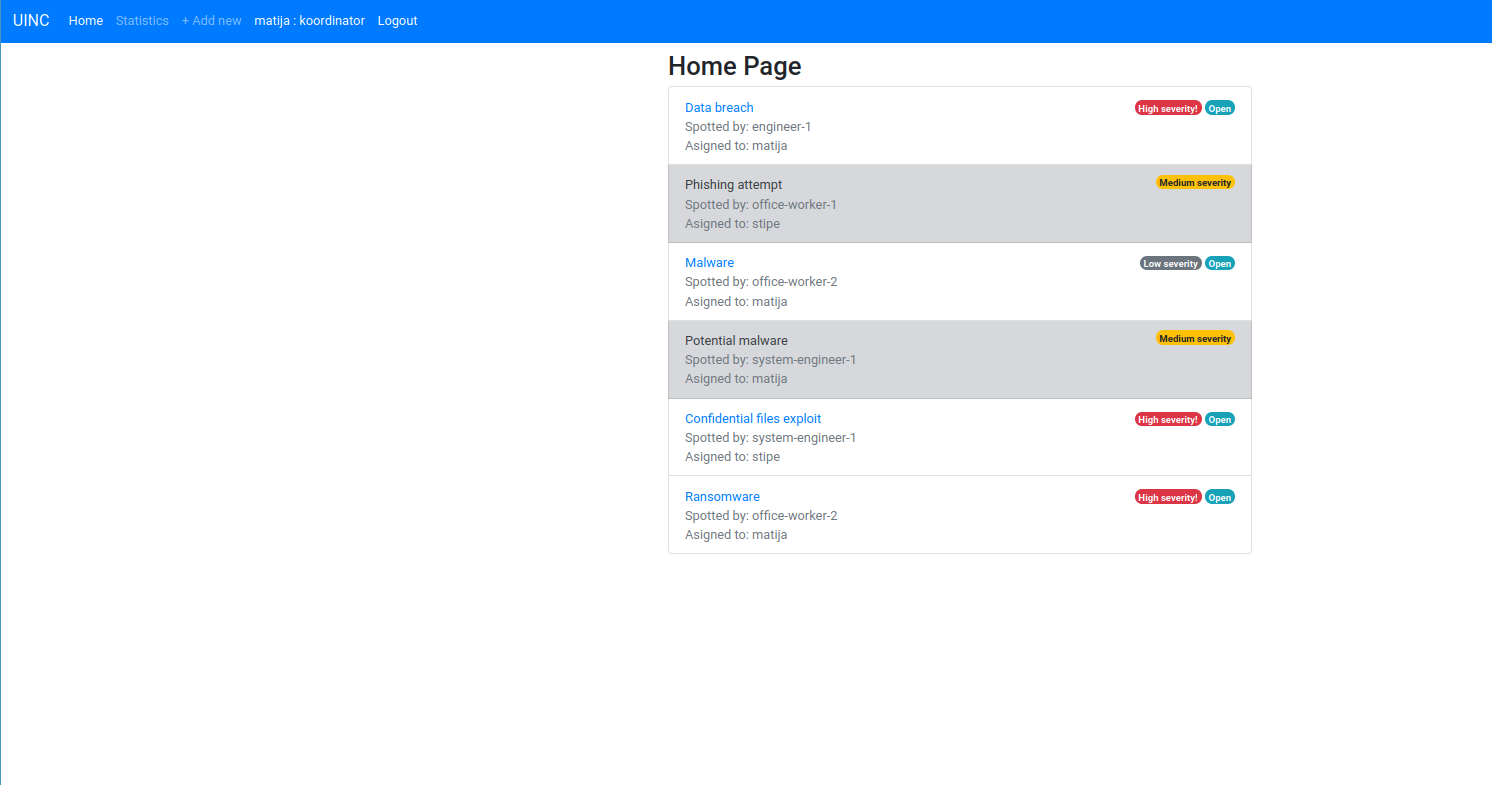 UINC Home Statistics + Add new matija : koordinator Logout
Home Page
Data breach High severity! Open
Spotted by: engineer-1
Asigned to: matija
Phishing attempt Medium severity
Spotted by: office-worker-1
Asigned to: stipe
Malware Low severity Open
Spotted by: office-worker-2
Asigned to: matija
Potential malware Medium severity
Spotted by: system-engineer-1
Asigned to: matija
Confidential files exploit High severity! Open
Spotted by: system-engineer-1
Asigned to: stipe
Ransomware High severity! Open
Spotted by: office-worker-2
Asigned to: matija